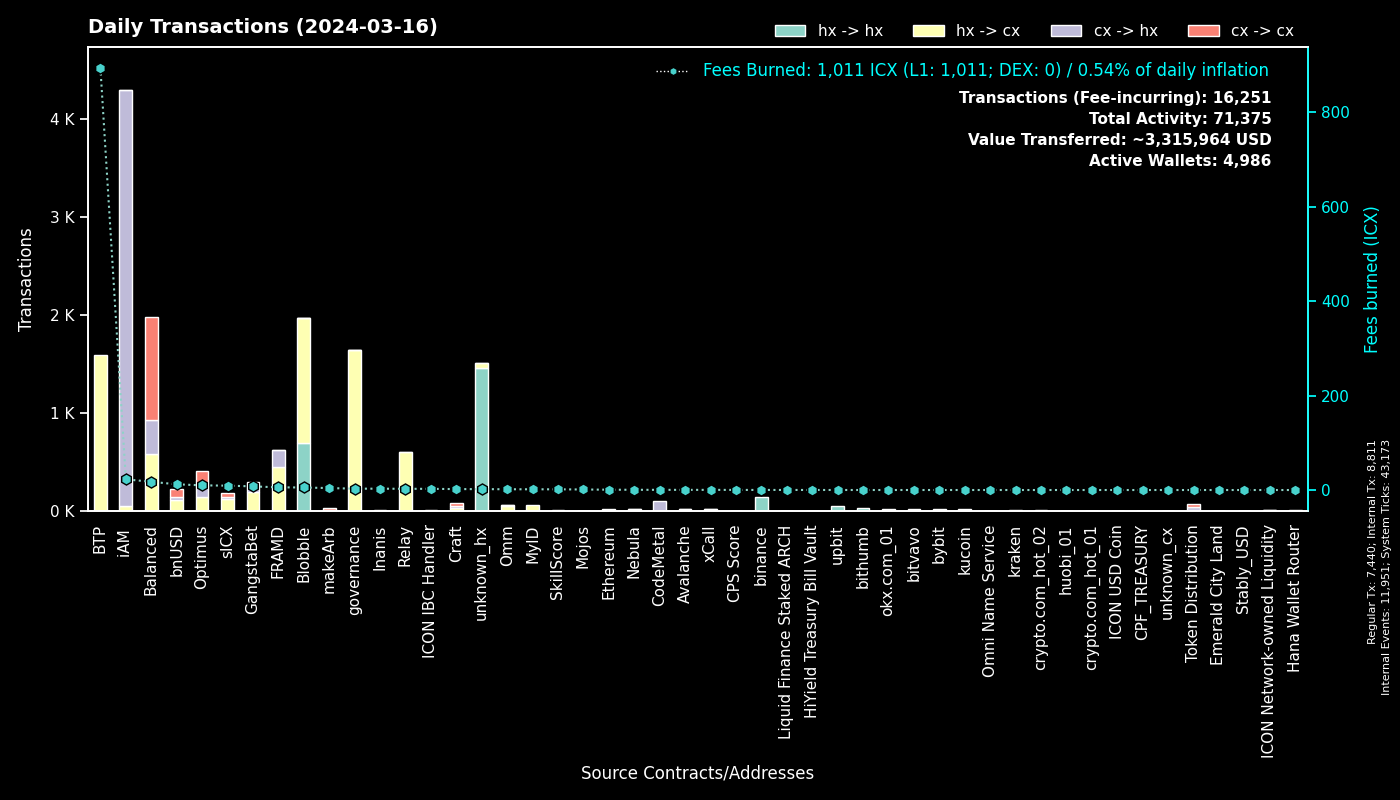 Daily Transactions (2024-03-16)
hx -> hx
hx -> cx
cx -> hx
cx -> cx
Fees Burned: 1,011 ICX (L1: 1,011; DEX: 0) / 0.54% of daily inflation
Transactions (Fee-incurring): 16,251
Total Activity: 71,375
Value Transferred: ~3,315,964 USD
Active Wallets: 4,986
Transactions
4 K
3 K
2 K
1 K
0 K
800
600
400
200
0
Fees burned (ICX)
Regular Tx: 7,440; Internal Tx: 8,811
Internal Events: 11,951; System Ticks: 43,173
BTP
iAM
Balanced
bnUSD
Optimus
sICX
GangstaBet
FRAMD
Blobble
makeArb
governance
Inanis
Relay
ICON IBC Handler
Craft
unknown_hx
Omm
MyID
SkillScore
Mojos
Ethereum
Nebula
CodeMetal
Avalanche
xCall
CPS Score
binance
Liquid Finance Staked ARCH
HiYield Treasury Bill Vault
upbit
bithumb
okx.com_01
bitvavo
bybit
kucoin
Omni Name Service
kraken
crypto.com_hot_02
huobi_01
crypto.com_hot_01
ICON USD Coin
CPF_TREASURY
unknown_cx
Token Distribution
Emerald City Land
Stably_USD
ICON Network-owned Liquidity
Hana Wallet Router
Source Contracts/Addresses